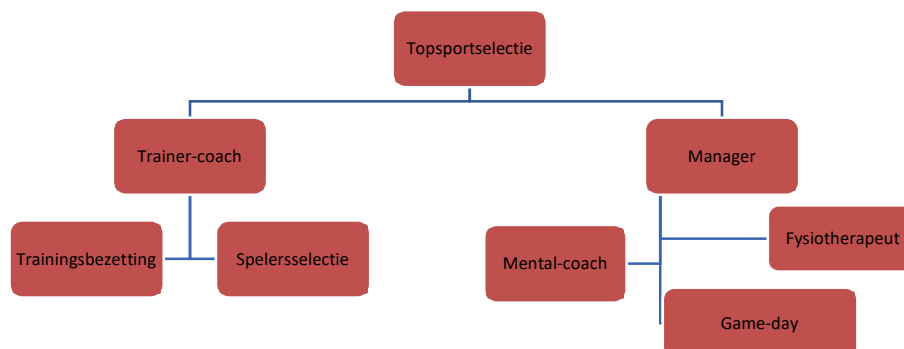 Topsportselectie
Trainer-coach
Manager
Trainingsbezetting
Spelersselectie
Mental-coach
Fysiotherapeut
Game-day